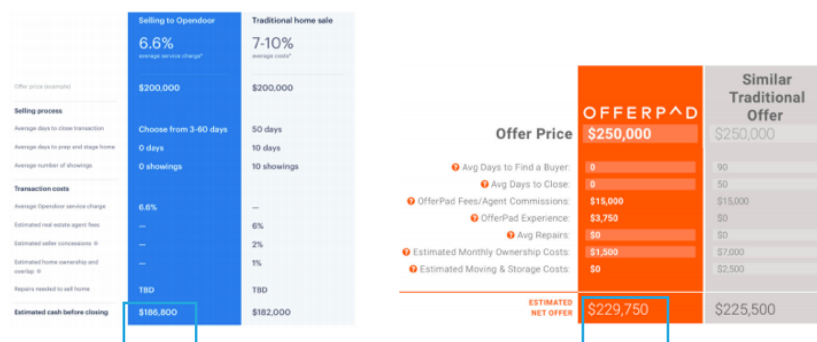 Selling to Opendoor Traditional home sale
6.6% 7-10%
average service charge* average costs*
Offer price (example) $200,000 $200,000
Selling process
Average days to close transaction Choose from 3-60 days 50 days
Average days to prep and stage home 0 days 10 days
Average number of showings 0 showings 10 showings
Transaction costs
Average Opendoor service charge 6.6% —
Estimated real estate agent fees — 6%
Estimated seller concessions — 2%
Estimated home ownership and — 1%
overlap
Repairs needed to sell home TBD TBD
Estimated cash before closing $186,800 $182,000
Similar
Traditional
OFFERPAD Offer
Offer Price $250,000 $250,000
Avg Days to Find a Buyer: 0 90
Avg Days to Close: 0 50
OfferPad Fees/Agent Commissions: $15,000 $15,000
OfferPad Experience: $3,750 $0
Avg Repairs: $0 $0
Estimated Monthly Ownership Costs: $1,500 $7,000
Estimated Moving & Storage Costs: $0 $2,500
ESTIMATED
NET OFFER $229,750 $225,500